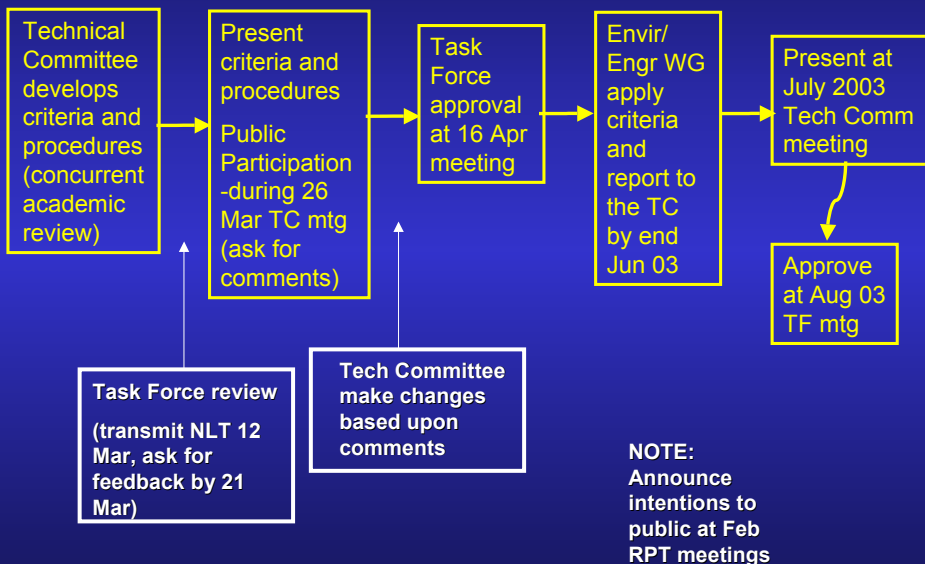 Technical
Committee
develops
criteria and
procedures
(concurrent
academic
review)
Present
criteria and
procedures
Public
Participation
-during 26
Mar TC mtg
(ask for
comments)
Task
Force
approval
at 16 Apr
meeting
Envir/
Engr WG
apply
criteria
and
report to
the TC
by end
Jun 03
Present at
July 2003
Tech Comm
meeting
Approve
at Aug 03
TF mtg
Task Force review
(transmit NLT 12
Mar, ask for
feedback by 21
Mar)
Tech Committee
make changes
based upon
comments
NOTE:
Announce
intentions to
public at Feb
RPT meetings